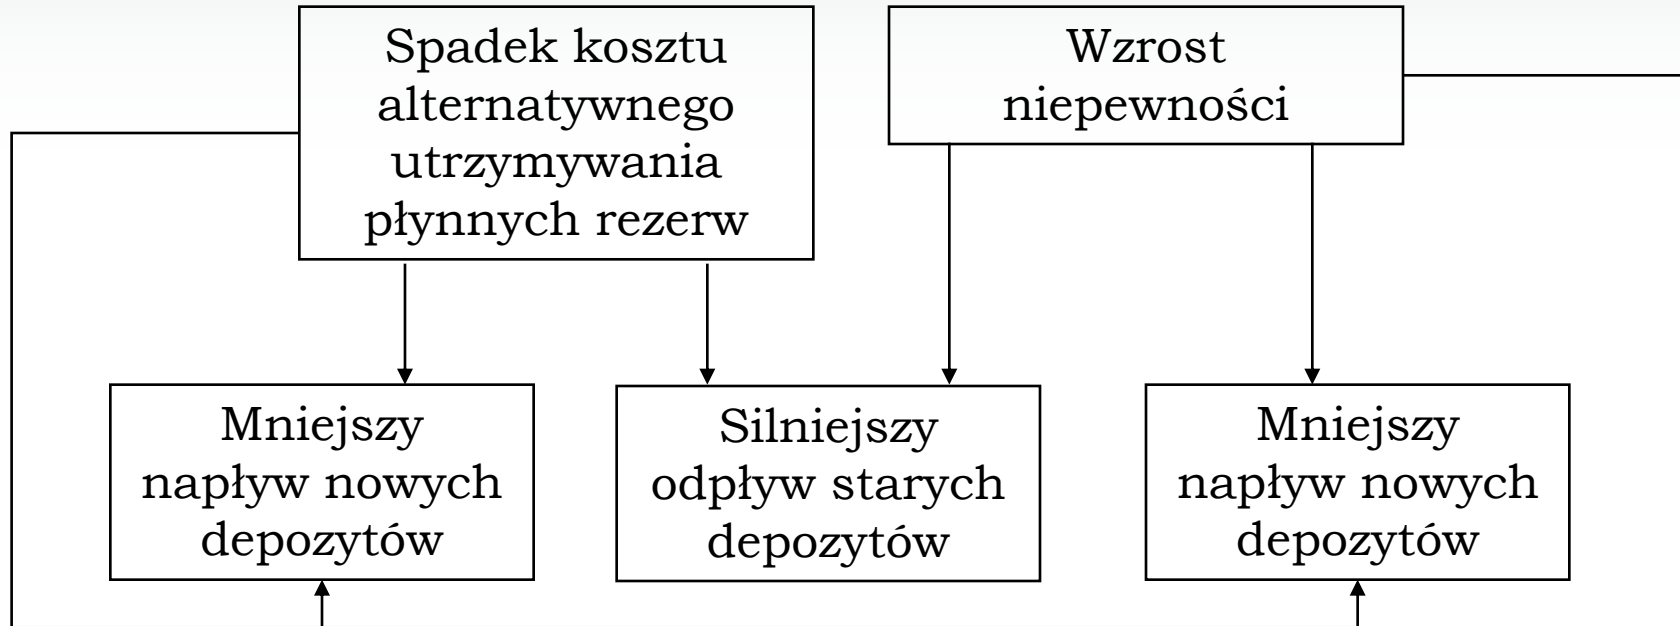 Spadek kosztu
alternatywnego
utrzymywania
płynnych rezerw
Wzrost
niepewności
Mniejszy
napływ nowych
depozytów
Silniejszy
odpływ starych
depozytów
Mniejszy
napływ nowych
depozytów